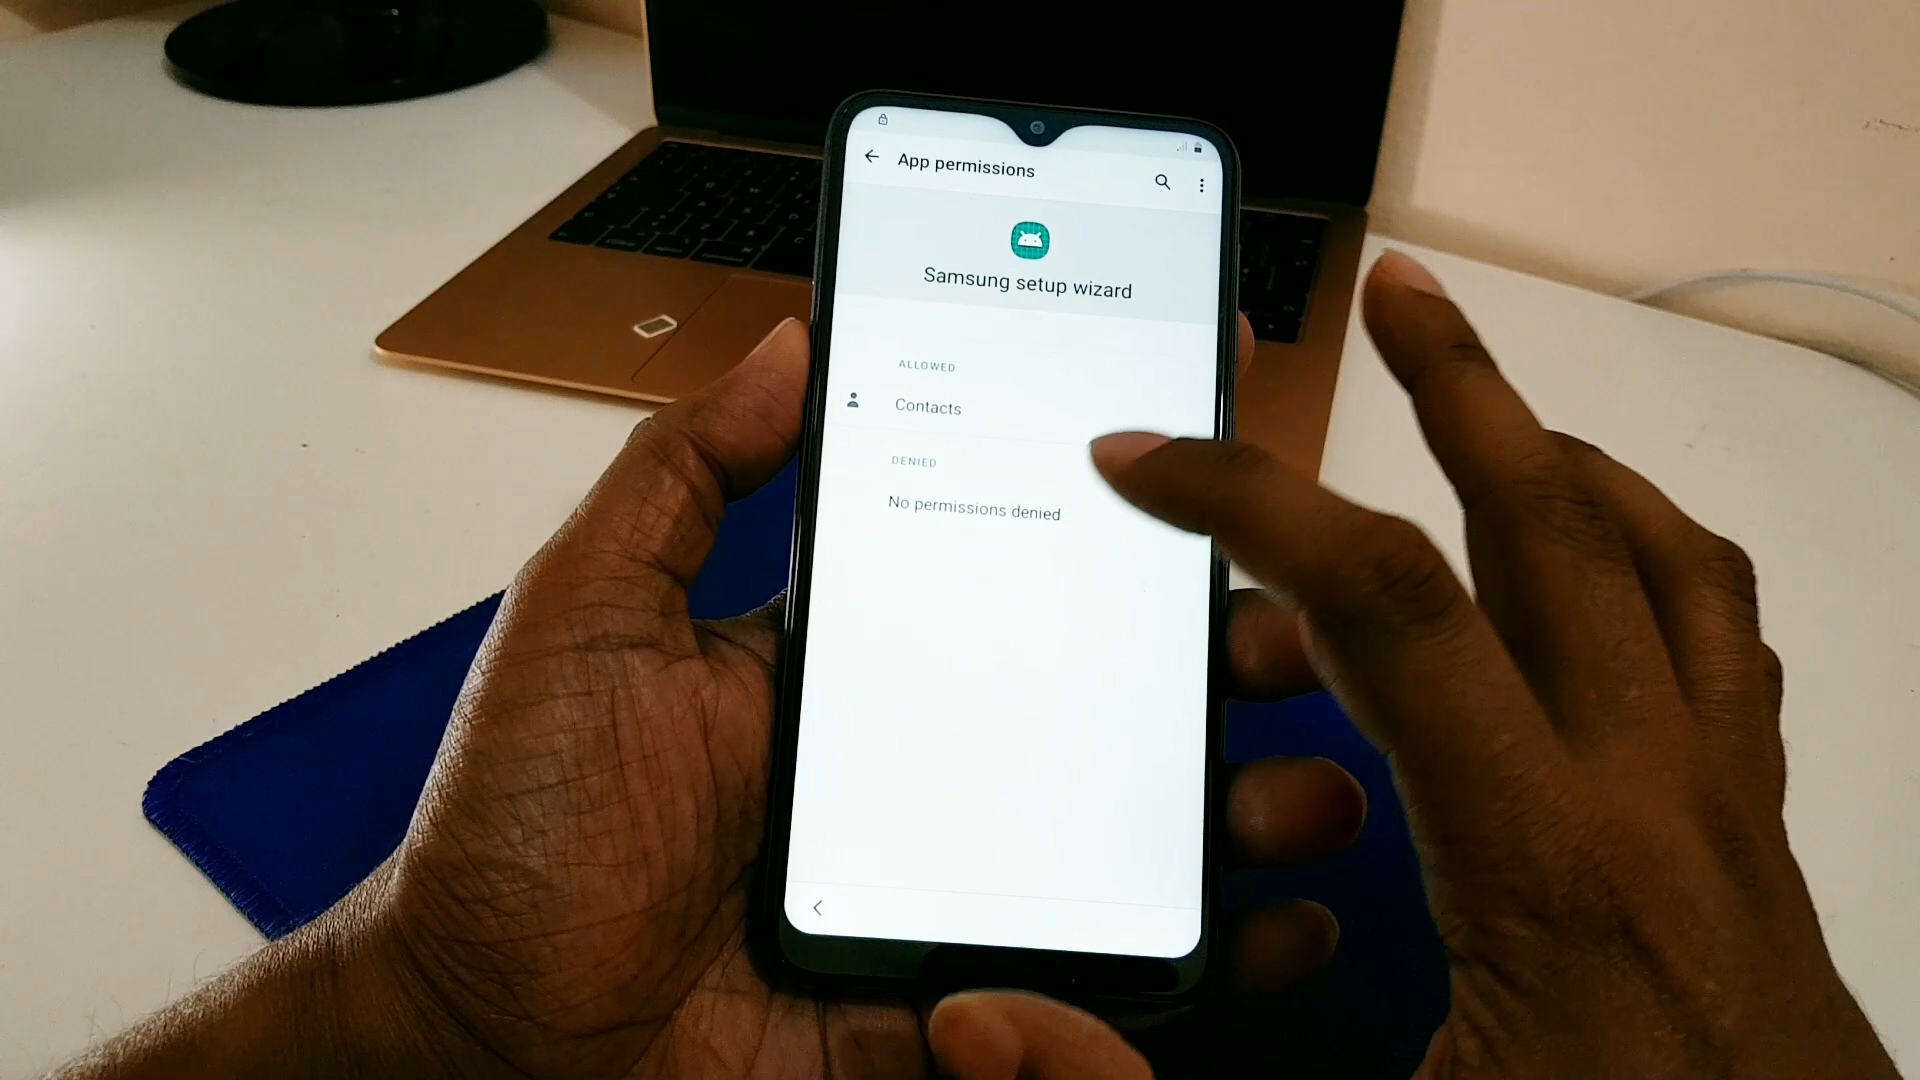 App permissions
Samsung setup wizard
ALLOWED
Contacts
DENIED
No permissions denied